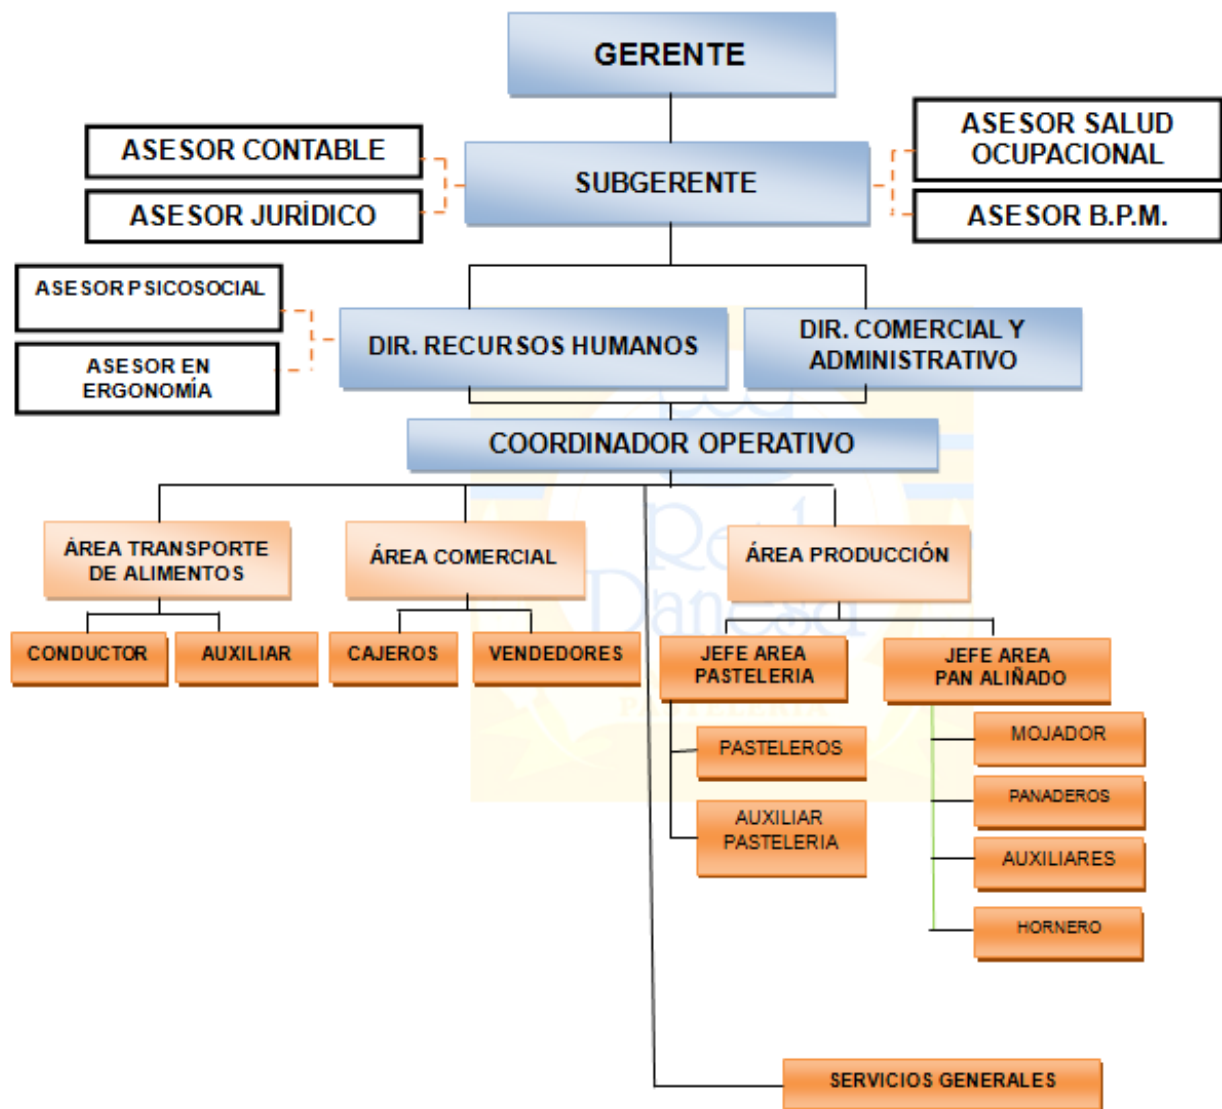 GERENTE
ASESOR CONTABLE
ASESOR JURÍDICO
SUBGERENTE
ASESOR SALUD
OCUPACIONAL
ASESOR B.P.M.
ASESOR PSICOSOCIAL
ASESOR EN
ERGONOMÍA
DIR. RECURSOS HUMANOS
DIR. COMERCIAL Y
ADMINISTRATIVO
COORDINADOR OPERATIVO
ÁREA TRANSPORTE
DE ALIMENTOS
ÁREA COMERCIAL
ÁREA PRODUCCIÓN
CONDUCTOR
AUXILIAR
CAJEROS
VENDEDORES
JEFE AREA
PASTELERIA
JEFE AREA
PAN ALIÑADO
PASTELEROS
AUXILIAR
PASTELERIA
MOJADOR
PANADEROS
AUXILIARES
HORNERO
SERVICIOS GENERALES
Danesa
PASTELERIA